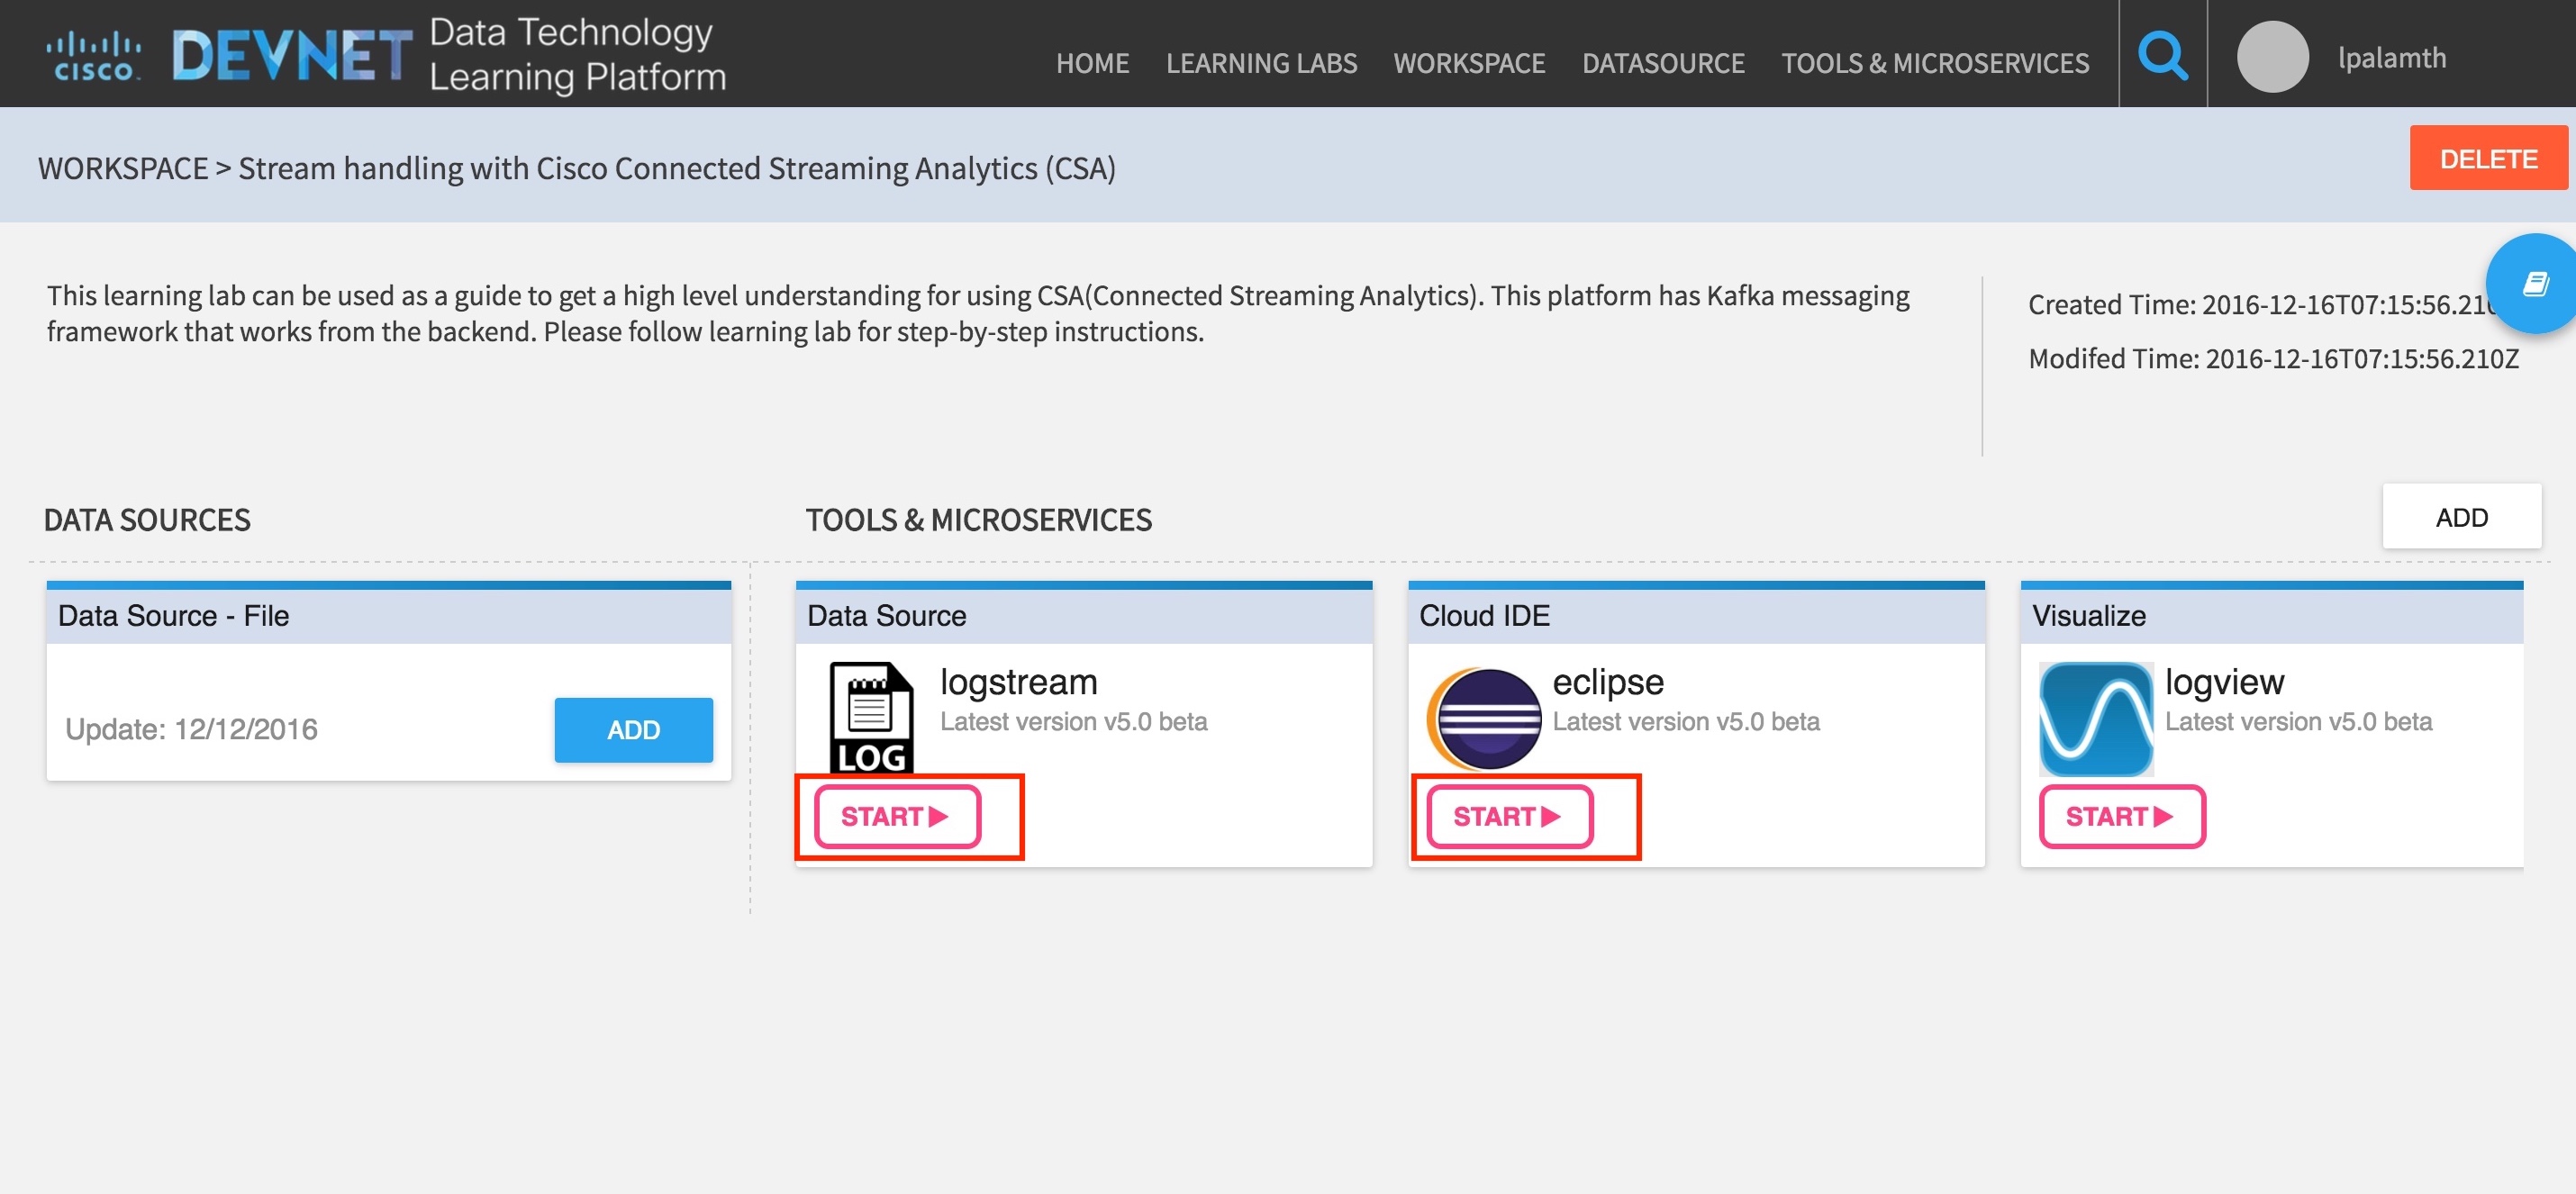 CISCO
DEVNET
Data Technology
Learning Platform
HOME LEARNING LABS WORKSPACE DATASOURCE TOOLS & MICROSERVICES
lpalamth
WORKSPACE > Stream handling with Cisco Connected Streaming Analytics (CSA)
DELETE
This learning lab can be used as a guide to get a high level understanding for using CSA(Connected Streaming Analytics). This platform has Kafka messaging
framework that works from the backend. Please follow learning lab for step-by-step instructions.
Created Time: 2016-12-16T07:15:56.210
Modifed Time: 2016-12-16T07:15:56.210Z
DATA SOURCES
TOOLS & MICROSERVICES
ADD
Data Source - File
Update: 12/12/2016
ADD
Data Source
LOG
logstream
Latest version v5.0 beta
START
Cloud IDE
eclipse
Latest version v5.0 beta
START
Visualize
logview
Latest version v5.0 beta
START